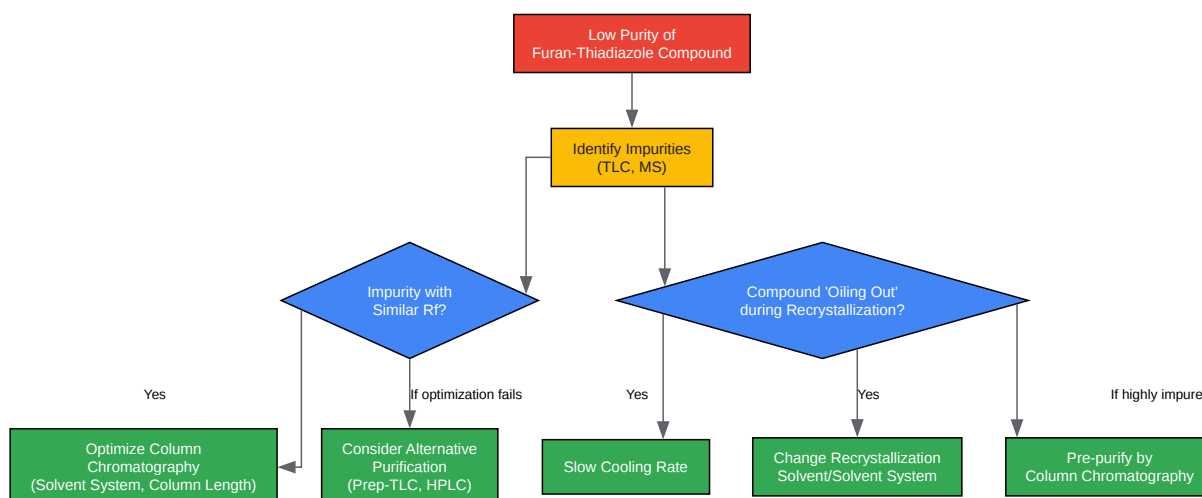 Low Purity of
Furan-Thiadiazole Compound
Identify Impurities
(TLC, MS)
Impurity with
Similar Rf?
Compound 'Oiling Out'
during Recrystallization?
Yes
If optimization fails
Yes
Yes
If highly impure
Optimize Column
Chromatography
(Solvent System, Column Length)
Consider Alternative
Purification
(Prep-TLC, HPLC)
Slow Cooling Rate
Change Recrystallization
Solvent/Solvent System
Pre-purify by
Column Chromatography